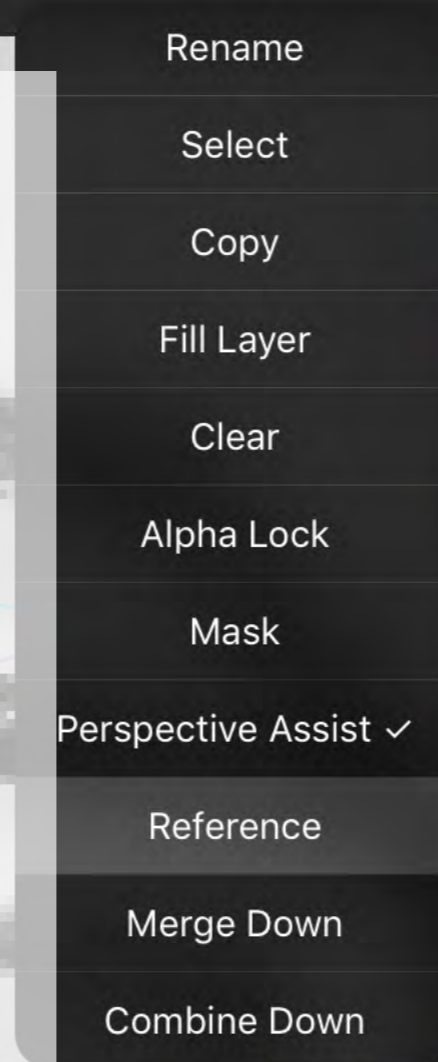 Rename
Select
Copy
Fill Layer
Clear
Alpha Lock
Mask
Perspective Assist ✓
Reference
Merge Down
Combine Down